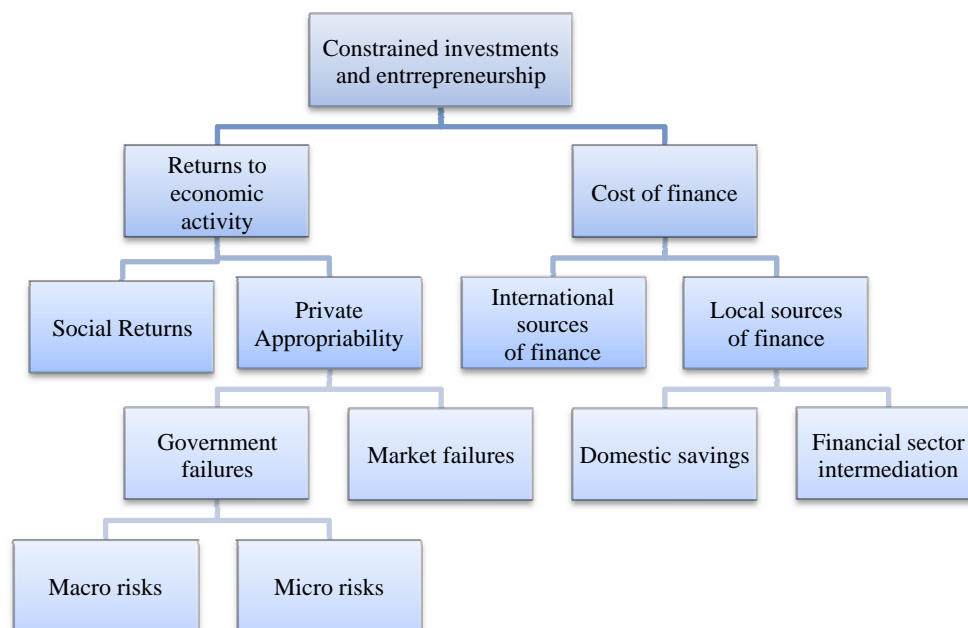 Constrained investments
and entrrepreneurship
Returns to
economic
activity
Cost of finance
Social Returns
Private
Appropriability
International
sources
of finance
Local sources
of finance
Government
failures
Market failures
Domestic savings
Financial sector
intermediation
Macro risks
Micro risks